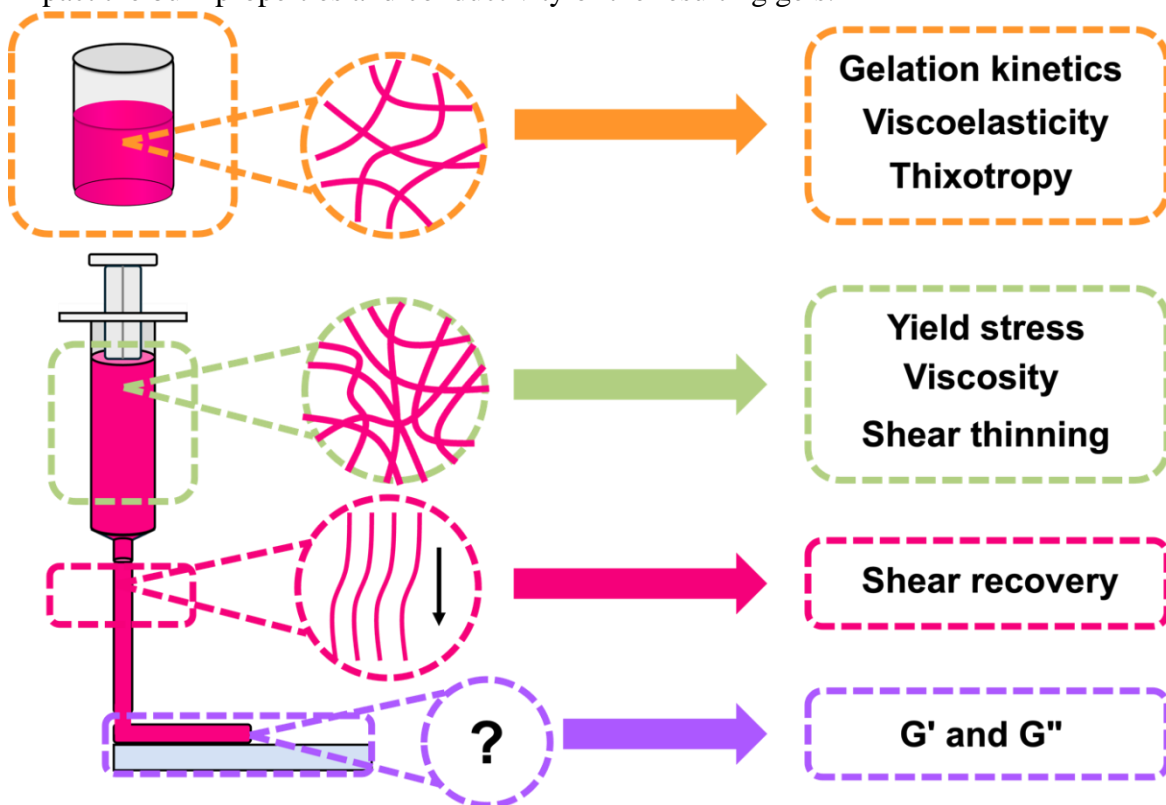 Gelation kinetics
Viscoelasticity
Thixotropy
Yield stress
Viscosity
Shear thinning
Shear recovery
?
G' and G"